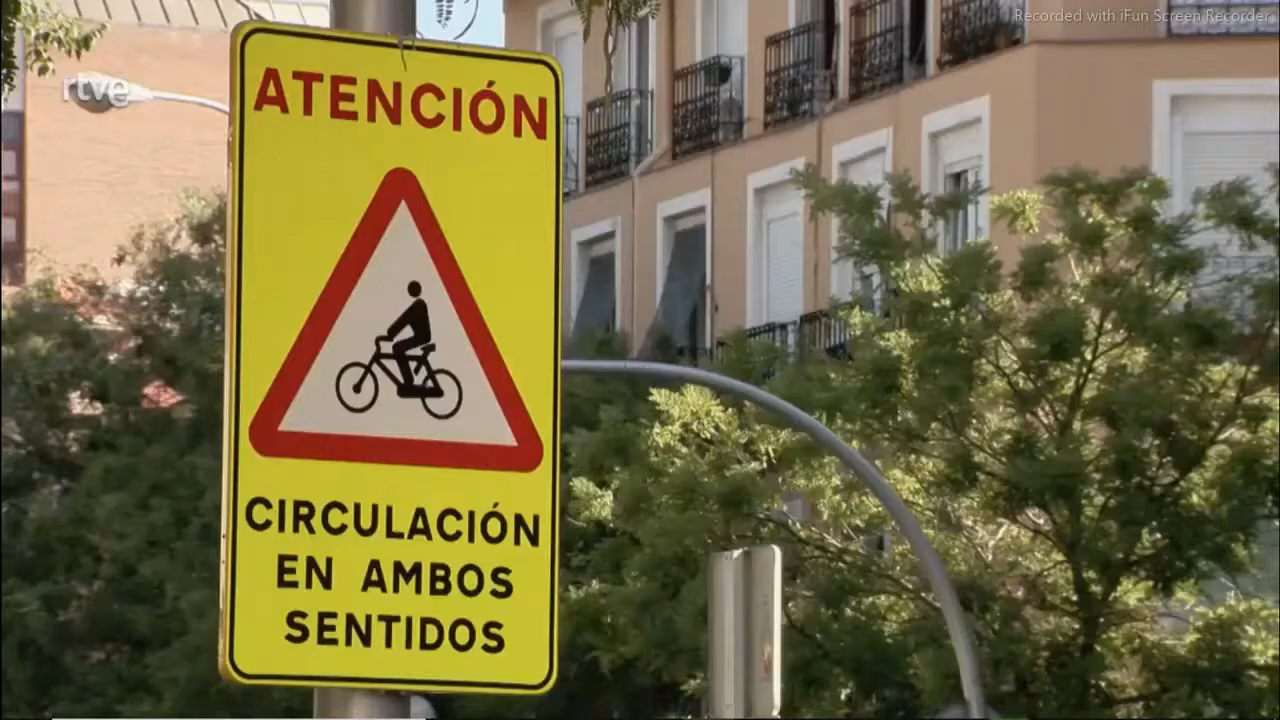 Recorded with iFun Screen Recorder
rtve
ATENCIÓN
CIRCULACIÓN
EN AMBOS
SENTIDOS